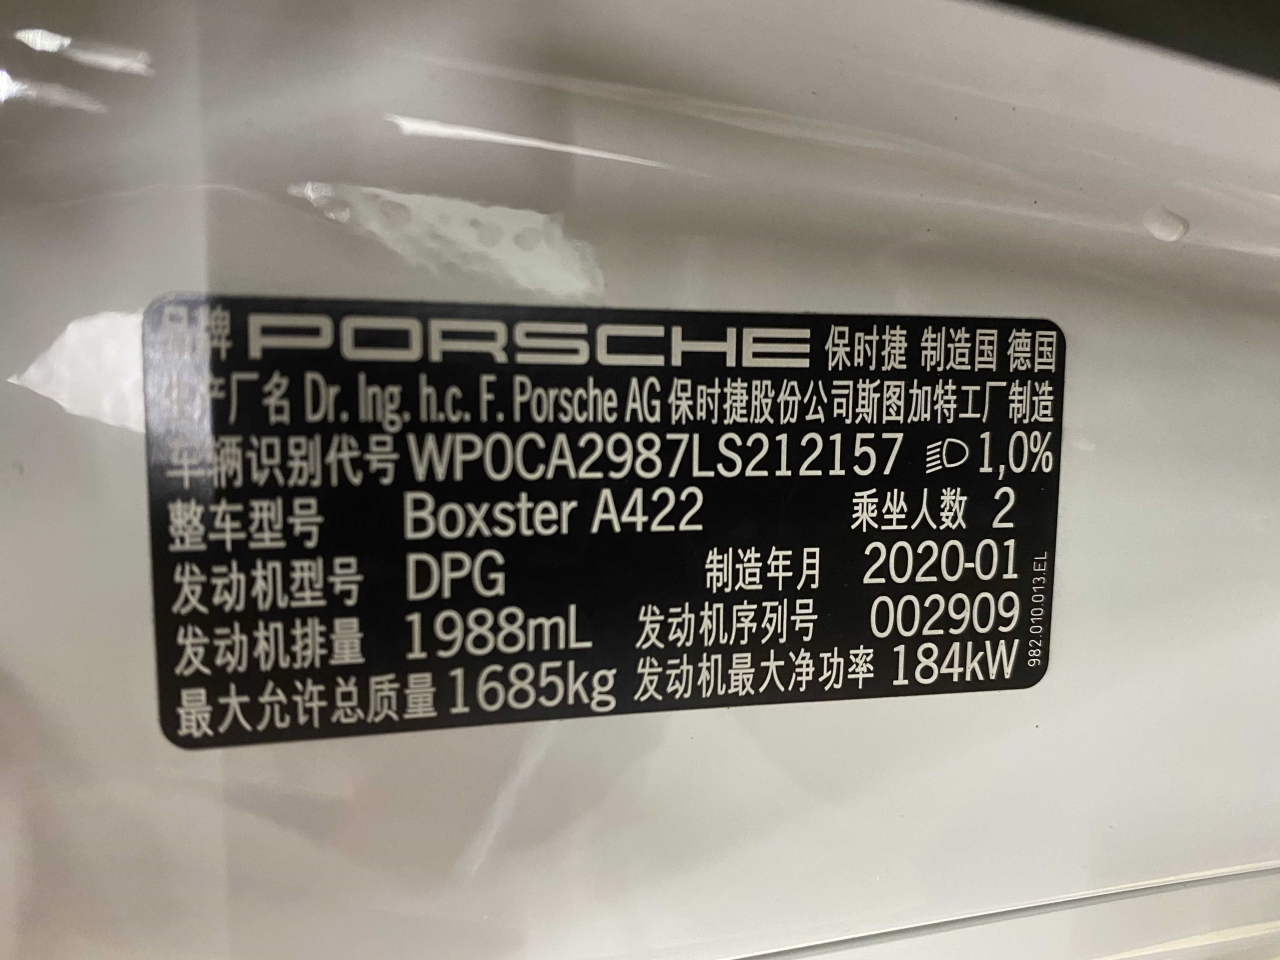 品牌 PORSCHE 保时捷 制造国 德国
生产厂名 Dr. Ing. h.c. F. Porsche AG 保时捷股份公司斯图加特工厂制造
车辆识别代号 WP0CA2987LS212157 1,0%
整车型号 Boxster A422 乘坐人数 2
发动机型号 DPG 制造年月 2020-01
发动机排量 1988mL 发动机序列号 002909
最大允许总质量 1685kg 发动机最大净功率 184kW
982.010.013.EL